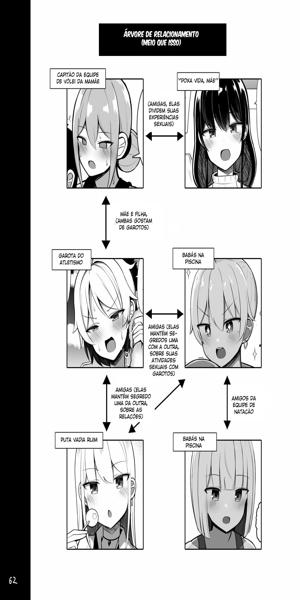 ÁRVORE DE RELACIONAMENTO
(MEIO QUE ISSO)
CAPITÃO DA EQUIPE
DE VÔLEI DA MAMÃE
"POXA VIDA, MÃE"
(AMIGAS, ELAS
DIVIDEM SUAS
EXPERIÊNCIAS
SEXUAIS)
MÃE E FILHA,
(AMBAS GOSTAM
DE GAROTOS)
GAROTA DO
ATLETISMO
BABÁS NA
PISCINA
AMIGAS (ELAS
MANTÉM SE-
GREDOS UMA
COM A OUTRA,
SOBRE SUAS
ATIVIDADES
SEXUAIS COM
GAROTOS)
AMIGAS (ELAS
MANTÉM SEGREDO
UMA DA OUTRA,
SOBRE AS
RELAÇÕES)
AMIGOS DA
EQUIPE DE
NATAÇÃO
PUTA VADIA RUIM
BABÁS NA
PISCINA
62